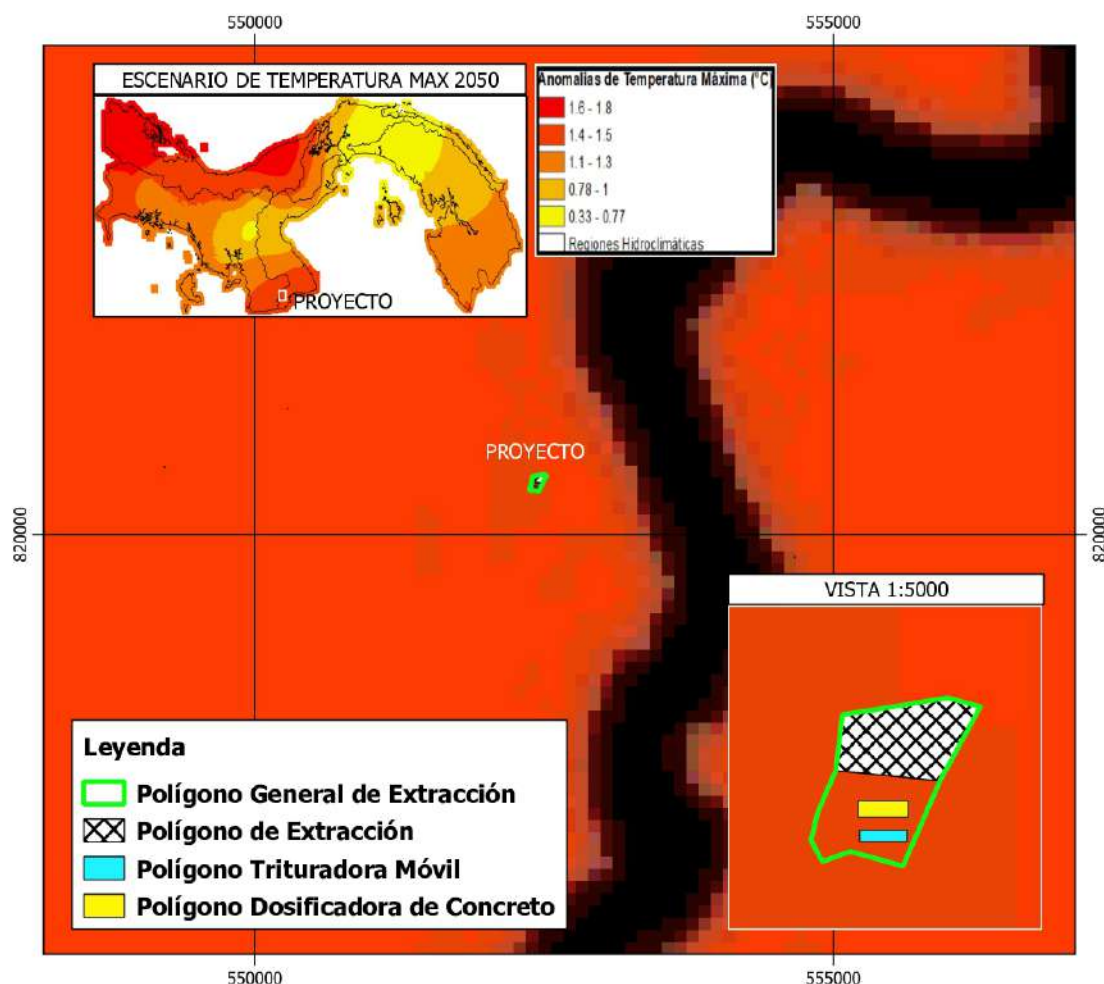 550000
555000
ESCENARIO DE TEMPERATURA MAX 2050
PROYECTO
Anomalías de Temperatura Máxima (°C)
1.6 - 1.8
1.4 - 1.5
1.1 - 1.3
0.78 - 1
0.33 - 0.77
Regiones Hidroclimáticas
PROYECTO
820000
820000
VISTA 1:5000
Leyenda
Polígono General de Extracción
Polígono de Extracción
Polígono Trituradora Móvil
Polígono Dosificadora de Concreto
550000
555000